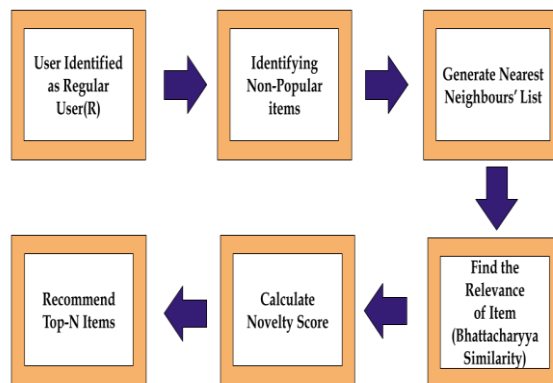 User Identified
as Regular
User(R)
Identifying
Non-Popular
items
Generate Nearest
Neighbours' List
Find the
Relevance
of Item
(Bhattacharyya
Similarity)
Calculate
Novelty Score
Recommend
Top-N Items